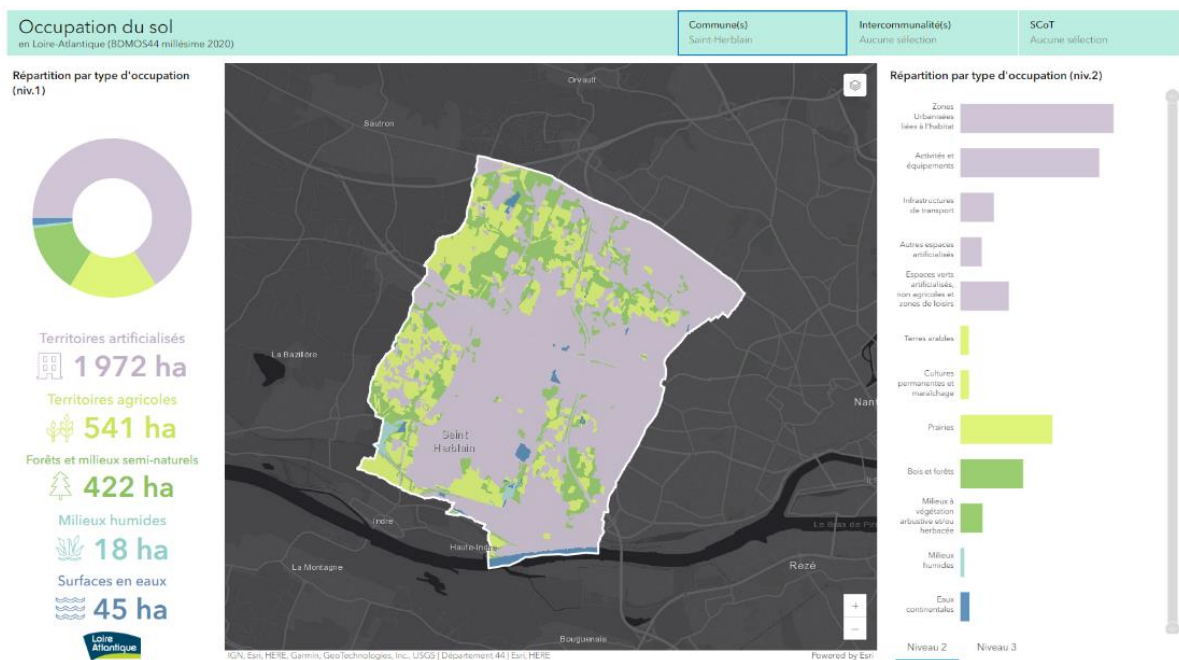 Occupation du sol
en Loire-Atlantique (BDMOS44 millésime 2020)
Commune(s)
Saint-Herblain
Intercommunalité(s)
Aucune sélection
SCoT
Aucune sélection
Répartition par type d'occupation
(niv.1)
Territoires artificialisés
1 972 ha
Territoires agricoles
541 ha
Forêts et milieux semi-naturels
422 ha
Milieux humides
18 ha
Surfaces en eaux
45 ha
Loire
Atlantique
Orvault
Sautron
La Bazillère
Saint
Herblain
Nant
Indre
Haute-Indre
La Montagne
Rezé
Bouguenais
+
−
IGN, Esri, HERE, Garmin, GeoTechnologies, Inc., USGS | Département 44 | Esri, HERE
Powered by Esri
Répartition par type d'occupation (niv.2)
Zones
Urbanisées
liées à l'habitat
Activités et
équipements
Infrastructures
de transport
Autres espaces
artificialisés
Espaces verts
artificialisés,
non agricoles et
zones de loisirs
Terres arables
Cultures
permanentes et
maraîchage
Prairies
Bois et forêts
Milieux à
végétation
arbustive et/ou
herbacée
Milieux
humides
Eaux
continentales
Niveau 2
Niveau 3